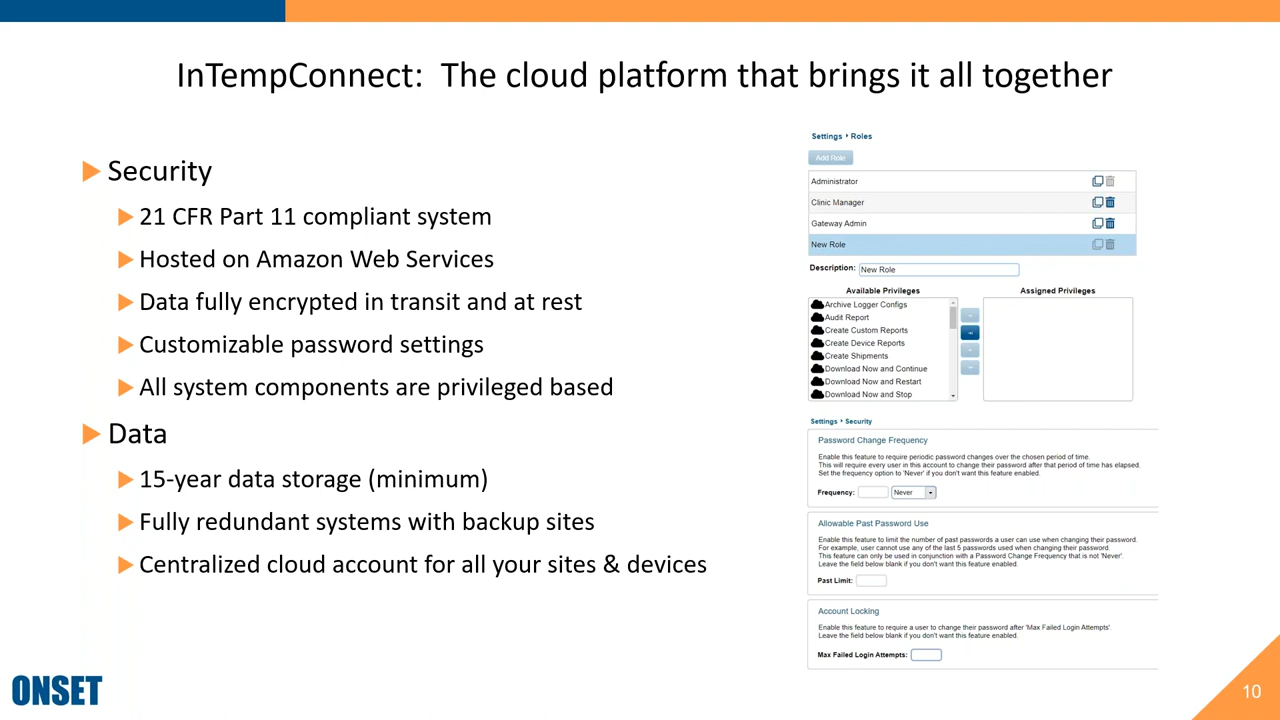 InTempConnect:  The cloud platform that brings it all together
Security
21 CFR Part 11 compliant system
Hosted on Amazon Web Services
Data fully encrypted in transit and at rest
Customizable password settings
All system components are privileged based
Data
15-year data storage (minimum)
Fully redundant systems with backup sites
Centralized cloud account for all your sites & devices
Settings Roles
Add Role
Administrator
Clinic Manager
Gateway Admin
New Role
Description: New Role
Available Privileges
Assigned Privileges
Archive Logger Configs
Audit Report
Create Custom Reports
Create Device Reports
Create Shipments
Download Now and Continue
Download Now and Restart
Download Now and Stop
Settings Security
Password Change Frequency
Enable this feature to require periodic password changes over the chosen period of time.
This will require every user in this account to change their password after that period of time has elapsed.
Set the frequency option to 'Never' if you don't want this feature enabled.
Frequency: Never
Allowable Past Password Use
Enable this feature to limit the number of past passwords a user can use when changing their password.
For example, user cannot use any of the last 5 passwords used when changing their password.
This feature can only be used in conjunction with a Password Change Frequency that is not 'Never'.
Leave the field below blank if you don't want this feature enabled.
Past Limit:
Account Locking
Enable this feature to require a user to change their password after 'Max Failed Login Attempts'.
Leave the field below blank if you don't want this feature enabled.
Max Failed Login Attempts:
ONSET
10